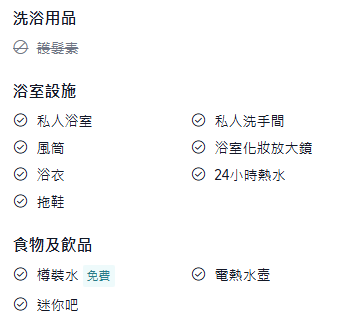 洗浴用品
護髮素
浴室設施
私人浴室 私人洗手間
風筒 浴室化妝放大鏡
浴衣 24小時熱水
拖鞋
食物及飲品
樽裝水 免費 電熱水壺
迷你吧